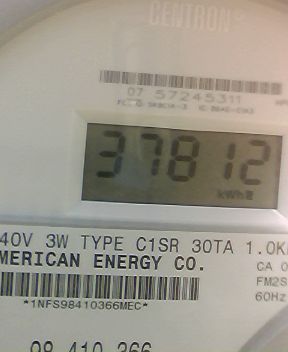 CENTRON
07 57245311
37812
kWh
40V 3W TYPE C1SR 30TA 1.0K
MERICAN ENERGY CO.
CA 0
FM2S
60Hz
*1NFS98410366MEC*
98 410 366